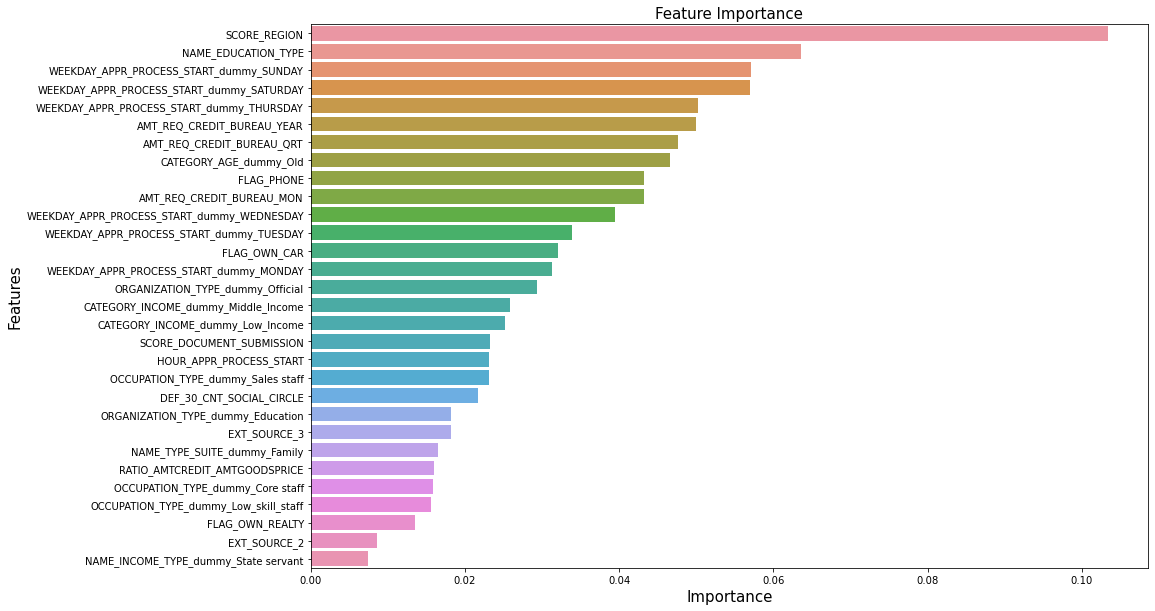 Feature Importance
SCORE_REGION
NAME_EDUCATION_TYPE
WEEKDAY_APPR_PROCESS_START_dummy_SUNDAY
WEEKDAY_APPR_PROCESS_START_dummy_SATURDAY
WEEKDAY_APPR_PROCESS_START_dummy_THURSDAY
AMT_REQ_CREDIT_BUREAU_YEAR
AMT_REQ_CREDIT_BUREAU_QRT
CATEGORY_AGE_dummy_Old
FLAG_PHONE
AMT_REQ_CREDIT_BUREAU_MON
WEEKDAY_APPR_PROCESS_START_dummy_WEDNESDAY
WEEKDAY_APPR_PROCESS_START_dummy_TUESDAY
FLAG_OWN_CAR
WEEKDAY_APPR_PROCESS_START_dummy_MONDAY
ORGANIZATION_TYPE_dummy_Official
CATEGORY_INCOME_dummy_Middle_Income
CATEGORY_INCOME_dummy_Low_Income
SCORE_DOCUMENT_SUBMISSION
HOUR_APPR_PROCESS_START
OCCUPATION_TYPE_dummy_Sales staff
DEF_30_CNT_SOCIAL_CIRCLE
ORGANIZATION_TYPE_dummy_Education
EXT_SOURCE_3
NAME_TYPE_SUITE_dummy_Family
RATIO_AMTCREDIT_AMTGOODSPRICE
OCCUPATION_TYPE_dummy_Core staff
OCCUPATION_TYPE_dummy_Low_skill_staff
FLAG_OWN_REALTY
EXT_SOURCE_2
NAME_INCOME_TYPE_dummy_State servant
Features
0.00 0.02 0.04 0.06 0.08 0.10
Importance